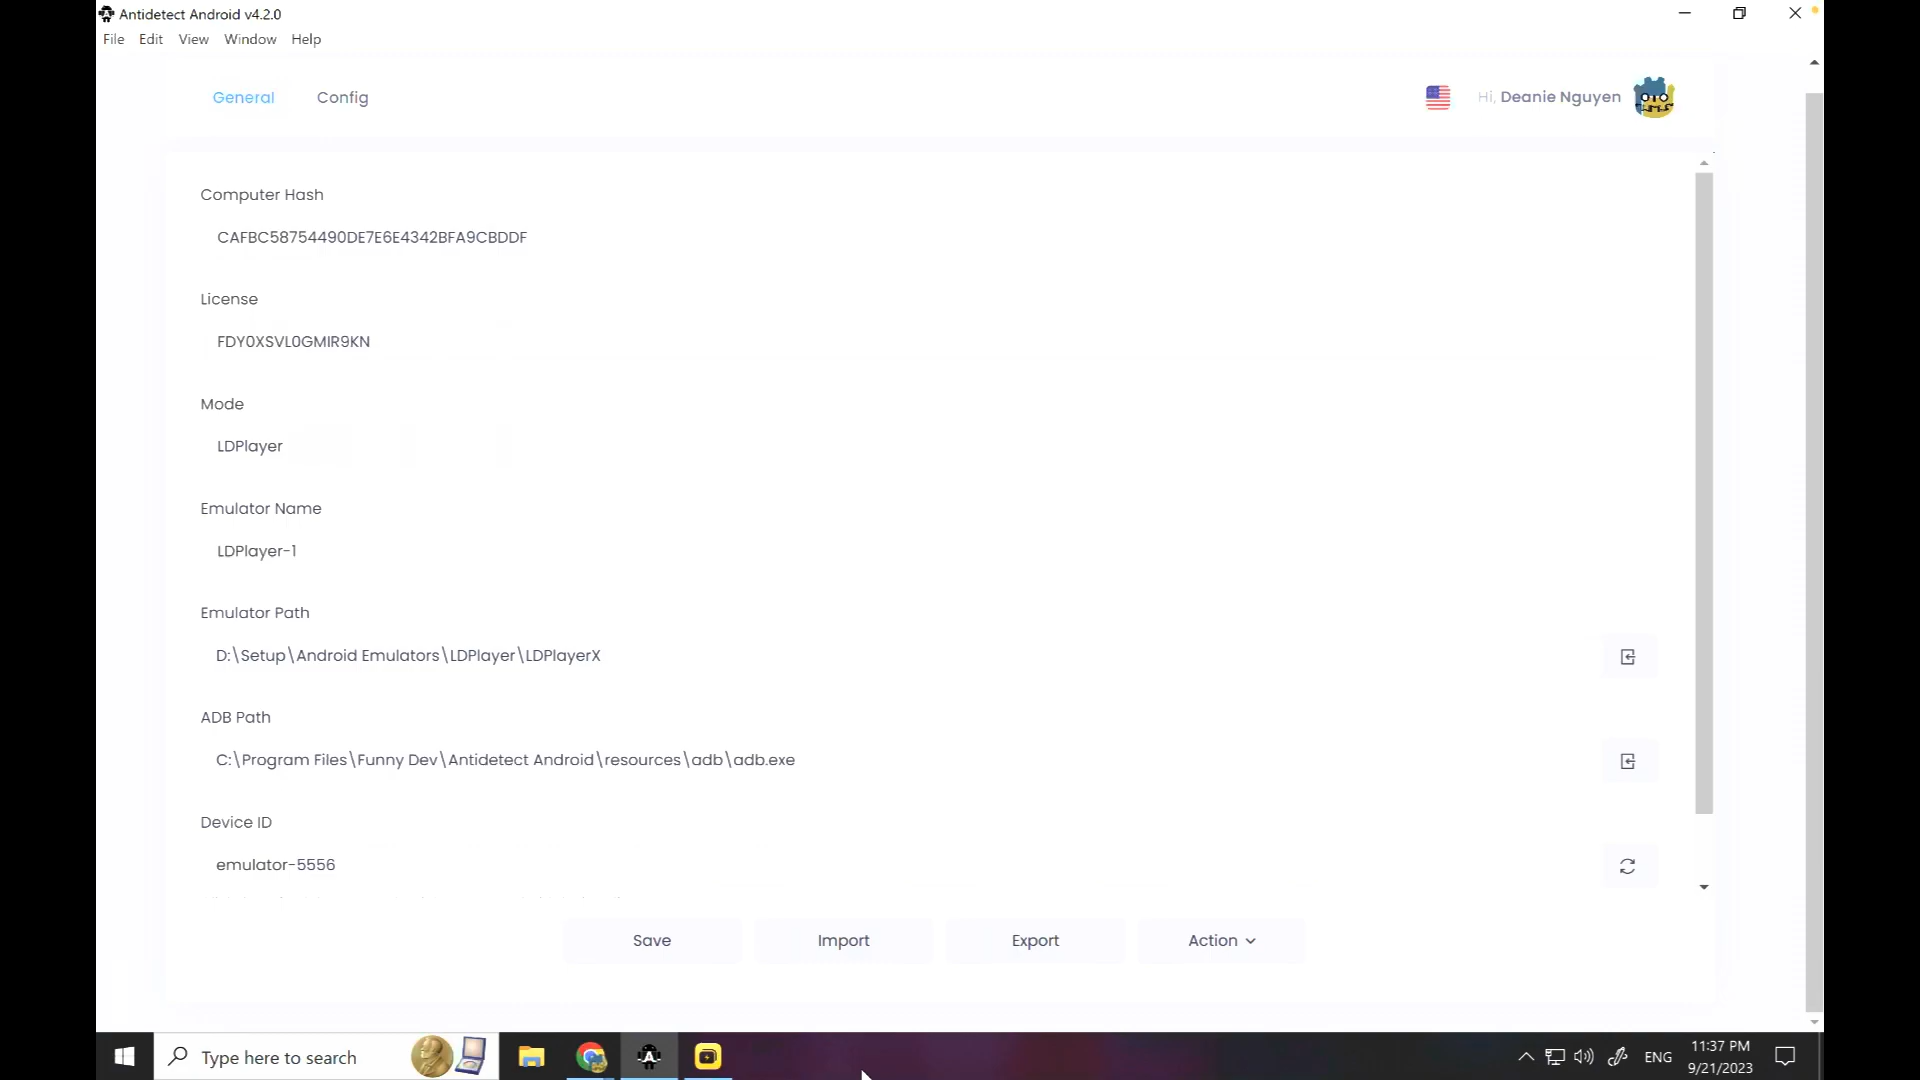 Antidetect Android v4.2.0
File Edit View Window Help
General Config
Hi, Deanie Nguyen
Computer Hash
CAFBC58754490DE7E6E4342BFA9CBDDF
License
FDY0XSVL0GMIR9KN
Mode
LDPlayer
Emulator Name
LDPlayer-1
Emulator Path
D:\Setup\Android Emulators\LDPlayer\LDPlayerX
ADB Path
C:\Program Files\Funny Dev\Antidetect Android\resources\adb\adb.exe
Device ID
emulator-5556
Save Import Export Action
Type here to search
ENG
11:37 PM
9/21/2023